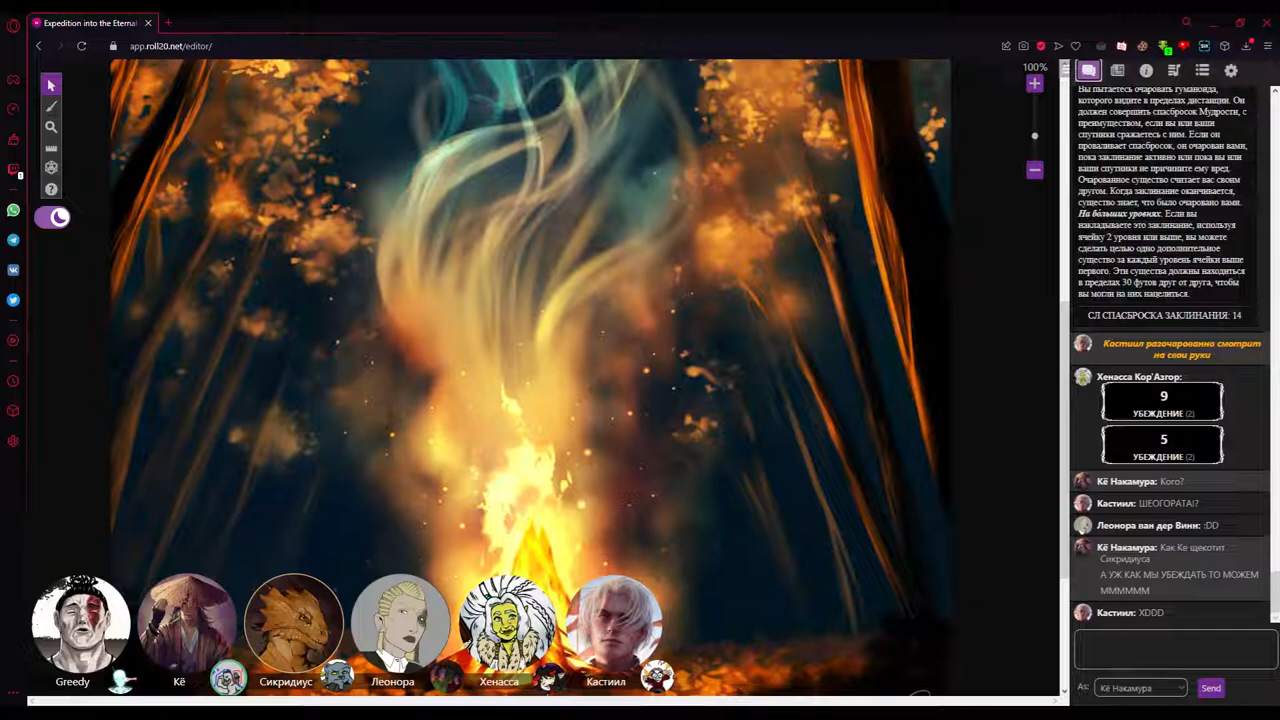 Expedition into the Eternal
app.roll20.net/editor/
100%
Вы пытаетесь очаровать гуманоида,
которого видите в пределах дистанции. Он
должен совершить спасбросок Мудрости, с
преимуществом, если вы или ваши
спутники сражаетесь с ним. Если он
проваливает спасбросок, он очарован вами,
пока заклинание активно или пока вы или
ваши спутники не причините ему вред.
Очарованное существо считает вас своим
другом. Когда заклинание оканчивается,
существо знает, что было очаровано вами.
На бóльших уровнях. Если вы
накладываете это заклинание, используя
ячейку 2 уровня или выше, вы можете
сделать целью одно дополнительное
существо за каждый уровень ячейки выше
первого. Эти существа должны находиться
в пределах 30 футов друг от друга, чтобы
вы могли на них нацелиться.
СЛ СПАСБРОСКА ЗАКЛИНАНИЯ: 14
Кастиил разочарованно смотрит
на свои руки
Хенасса Кор'Азгор:
9
УБЕЖДЕНИЕ (2)
5
УБЕЖДЕНИЕ (2)
Кё Накамура: Кого?
Кастиил: ШЕОГОРАТА!?
Леонора ван дер Винн: :DD
Кё Накамура: Как Ке щекотит
Сикридиуса
А УЖ КАК МЫ УБЕЖДАТЬ ТО МОЖЕМ
ММММММ
Кастиил: XDDD
As: Кё Накамура Send
Greedy Кё Сикридиус Леонора Хенасса Кастиил